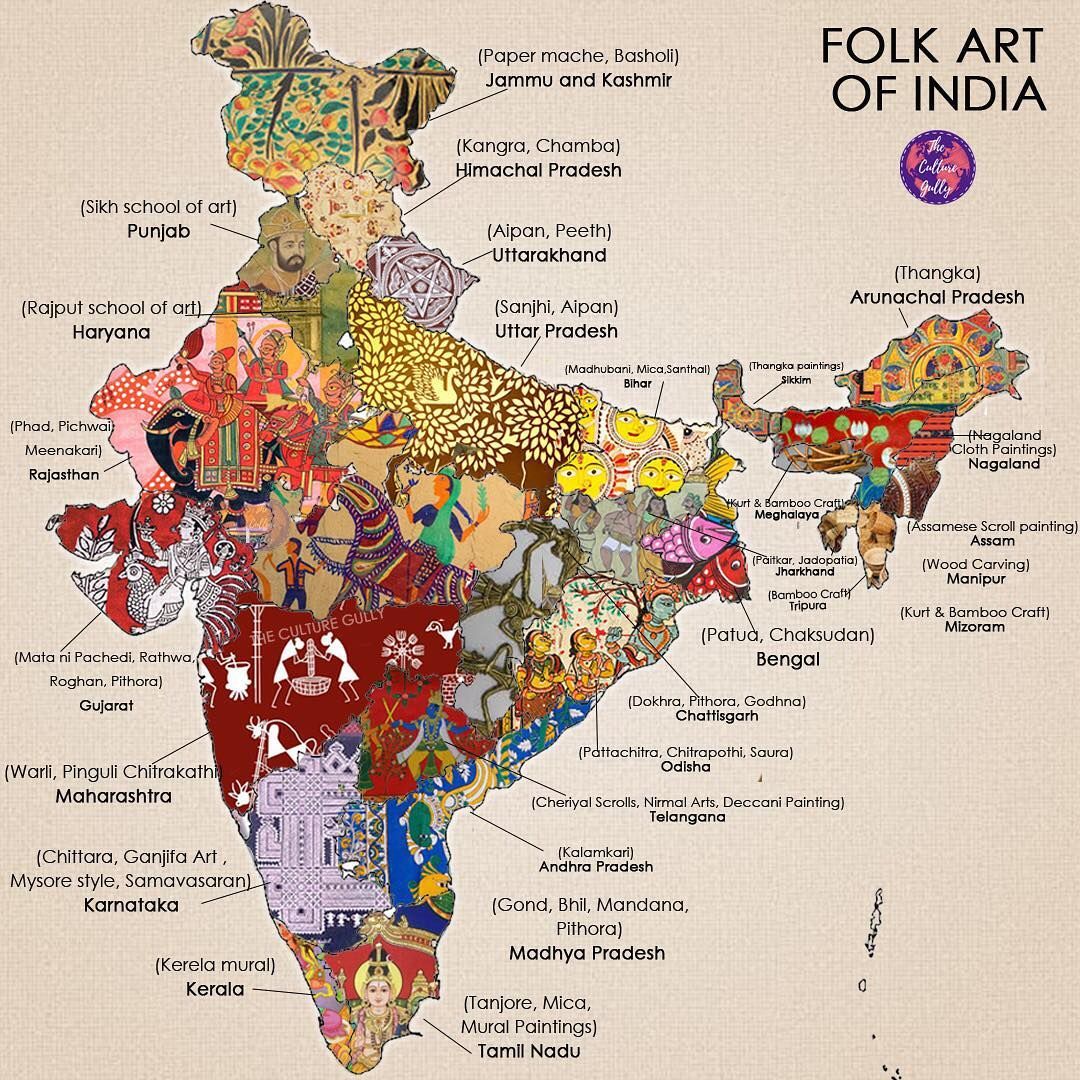 FOLK ART
OF INDIA
The
Culture
Gully
(Paper mache, Basholi)
Jammu and Kashmir
(Kangra, Chamba)
Himachal Pradesh
(Sikh school of art)
Punjab
(Aipan, Peeth)
Uttarakhand
(Rajput school of art)
Haryana
(Sanjhi, Aipan)
Uttar Pradesh
(Thangka)
Arunachal Pradesh
(Madhubani, Mica,Santhal)
Bihar
(Thangka paintings)
Sikkim
(Phad, Pichwai,
Meenakari)
Rajasthan
(Nagaland
Cloth Paintings)
Nagaland
(Kurt & Bamboo Craft)
Meghalaya
(Assamese Scroll painting)
Assam
(Paitkar, Jadopatia)
Jharkhand
(Wood Carving)
Manipur
(Bamboo Craft)
Tripura
(Kurt & Bamboo Craft)
Mizoram
THE CULTURE GULLY
(Patua, Chaksudan)
Bengal
(Mata ni Pachedi, Rathwa,
Roghan, Pithora)
Gujarat
(Dokhra, Pithora, Godhna)
Chattisgarh
(Pattachitra, Chitrapothi, Saura)
Odisha
(Warli, Pinguli Chitrakathi)
Maharashtra
(Cheriyal Scrolls, Nirmal Arts, Deccani Painting)
Telangana
(Chittara, Ganjifa Art ,
Mysore style, Samavasaran)
Karnataka
(Kalamkari)
Andhra Pradesh
(Gond, Bhil, Mandana,
Pithora)
Madhya Pradesh
(Kerela mural)
Kerala
(Tanjore, Mica,
Mural Paintings)
Tamil Nadu